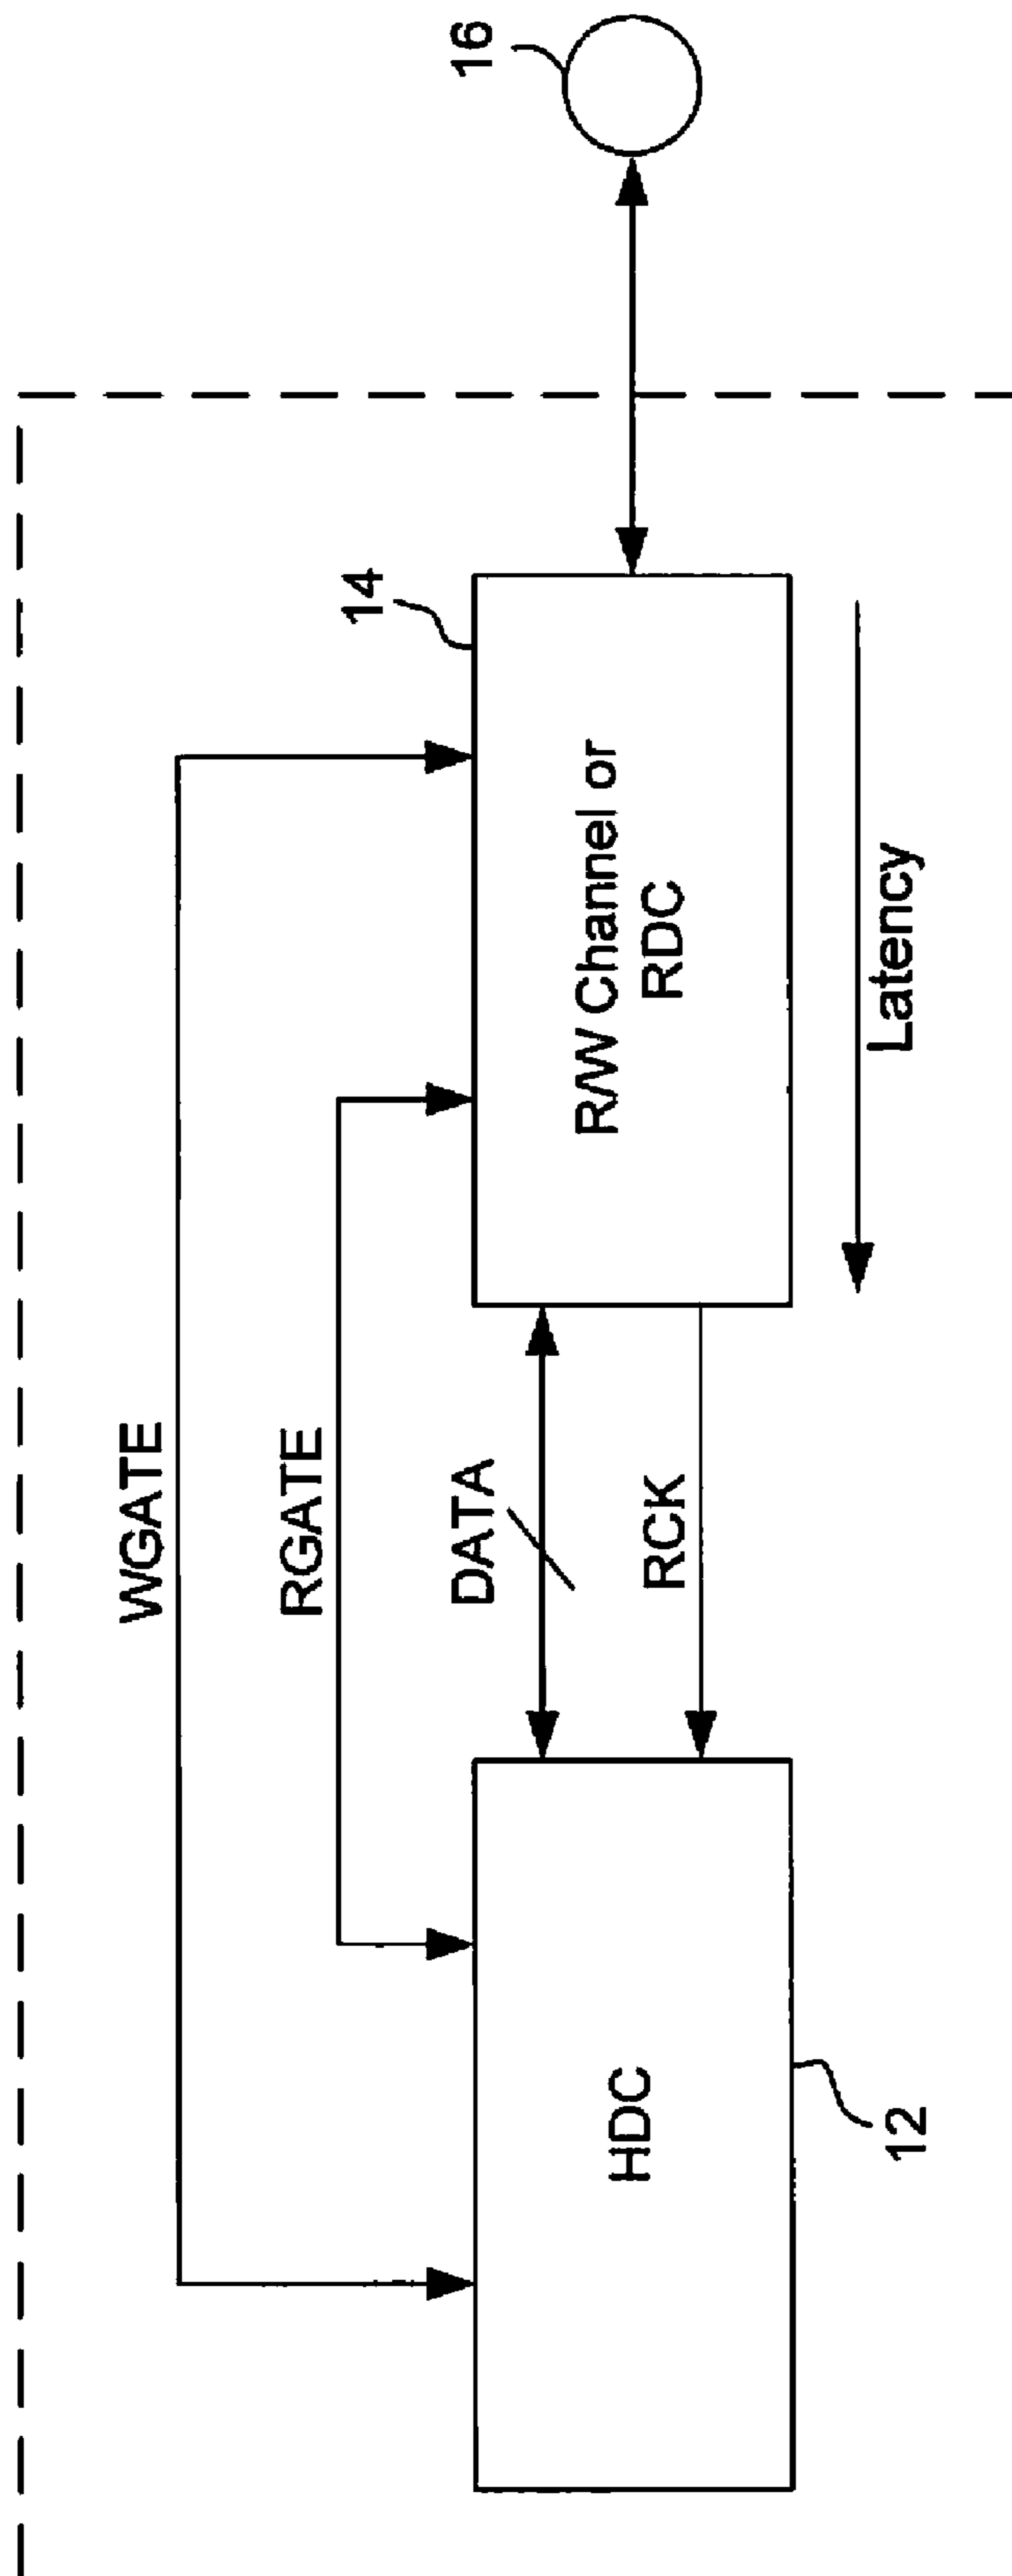 WGATE
RGATE
DATA
RCK
HDC
12
R/W Channel or
RDC
14
16
Latency